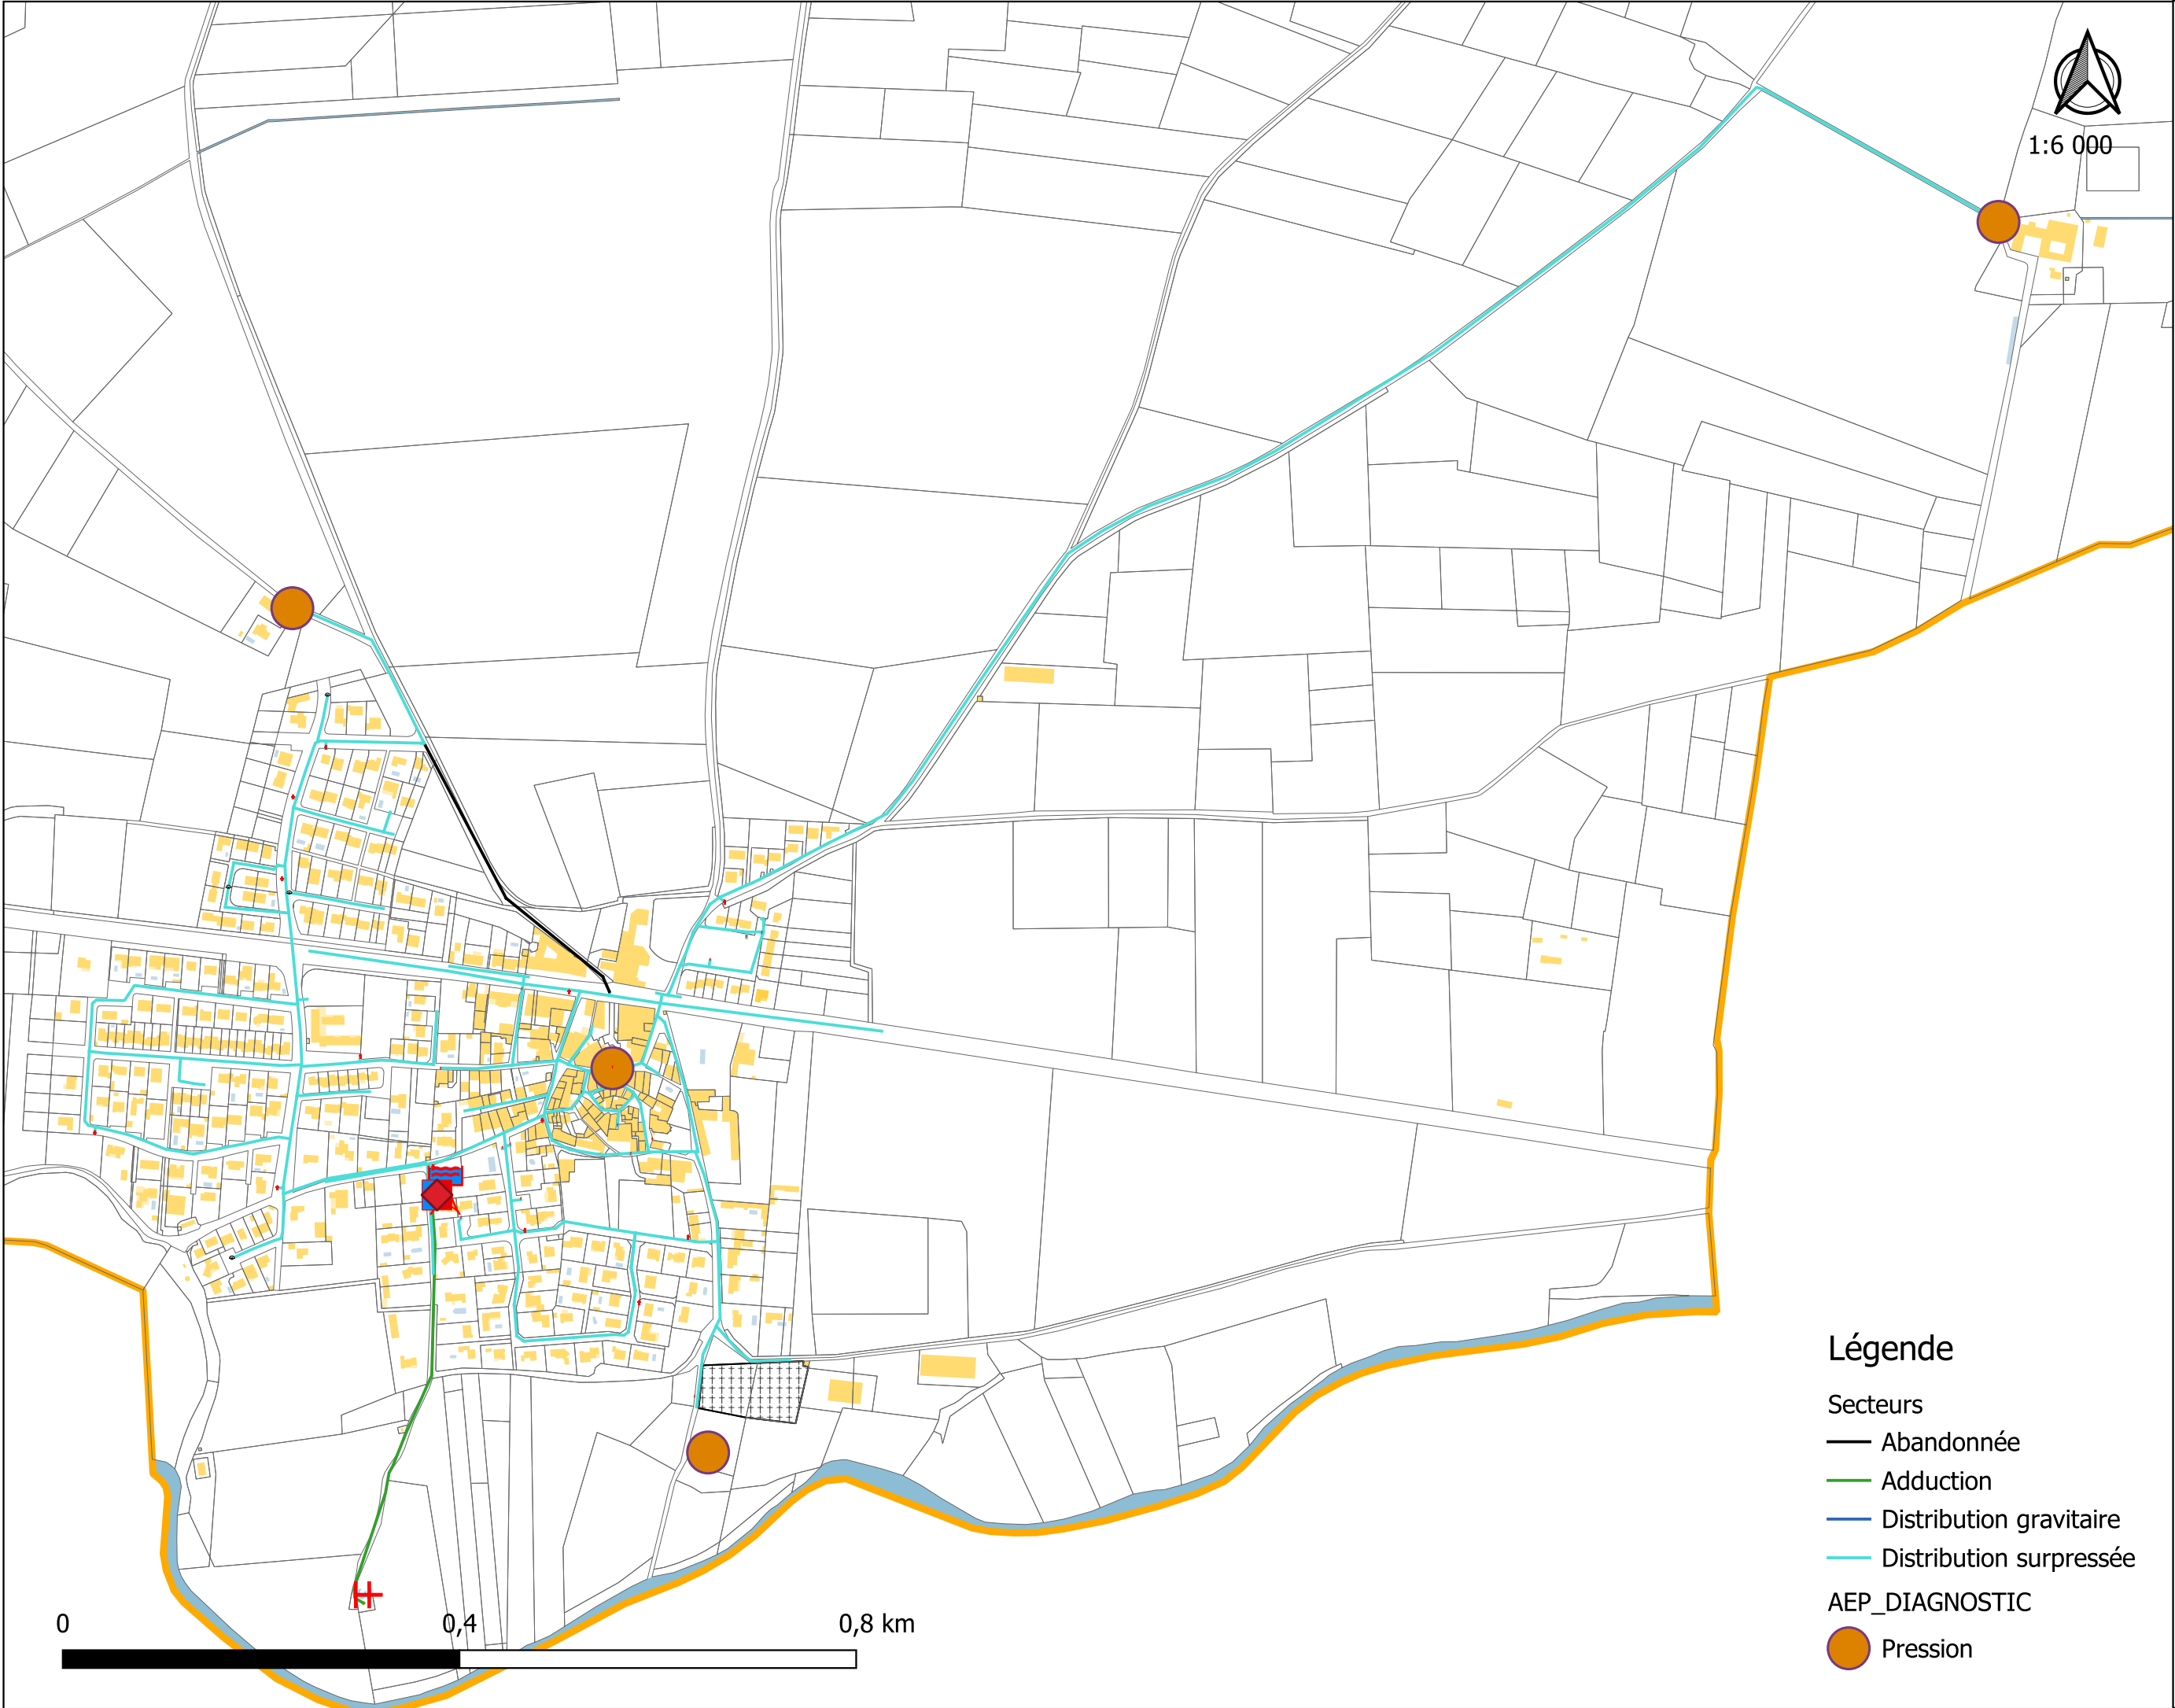 1:6 000
Légende
Secteurs
Abandonnée
Adduction
Distribution gravitaire
Distribution surpressée
AEP_DIAGNOSTIC
Pression
0 0,4 0,8 km